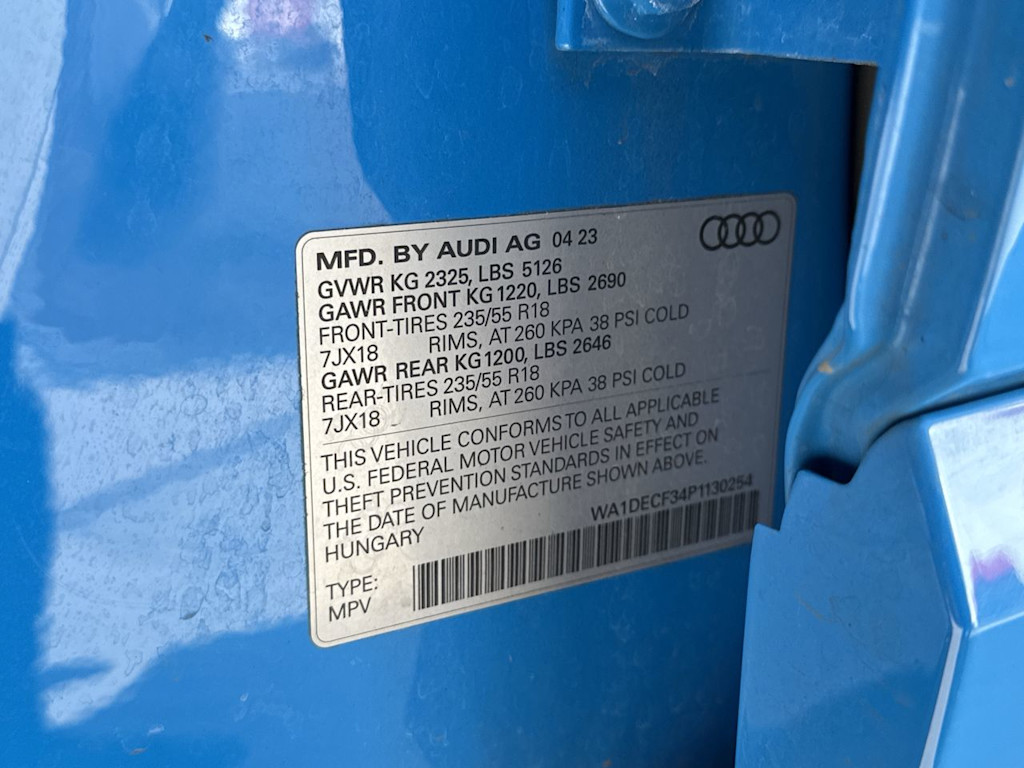 MFD. BY AUDI AG 04 23
GVWR KG 2325, LBS 5126
GAWR FRONT KG 1220, LBS 2690
FRONT-TIRES 235/55 R18
7JX18 RIMS, AT 260 KPA 38 PSI COLD
GAWR REAR KG 1200, LBS 2646
REAR-TIRES 235/55 R18
7JX18 RIMS, AT 260 KPA 38 PSI COLD
THIS VEHICLE CONFORMS TO ALL APPLICABLE
U.S. FEDERAL MOTOR VEHICLE SAFETY AND
THEFT PREVENTION STANDARDS IN EFFECT ON
THE DATE OF MANUFACTURE SHOWN ABOVE.
HUNGARY WA1DECF34P1130254
TYPE:
MPV